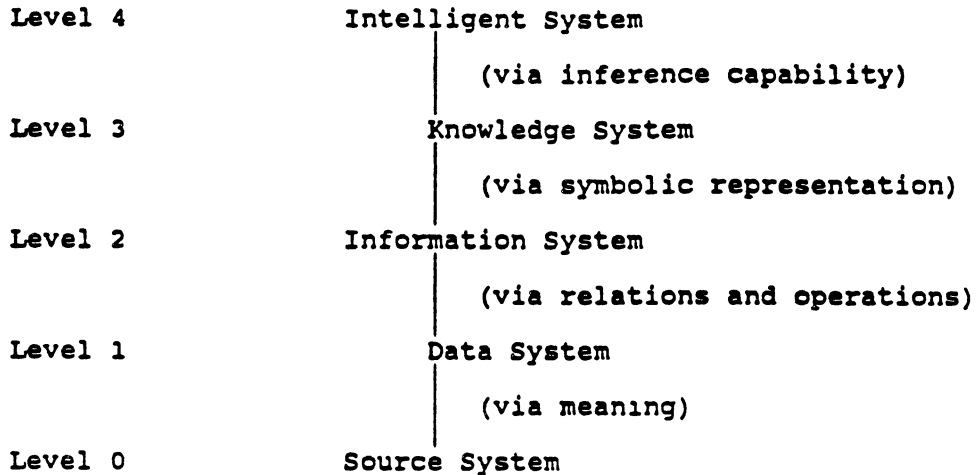 Level 4 Intelligent System
(via inference capability)
Level 3 Knowledge System
(via symbolic representation)
Level 2 Information System
(via relations and operations)
Level 1 Data System
(via meaning)
Level 0 Source System